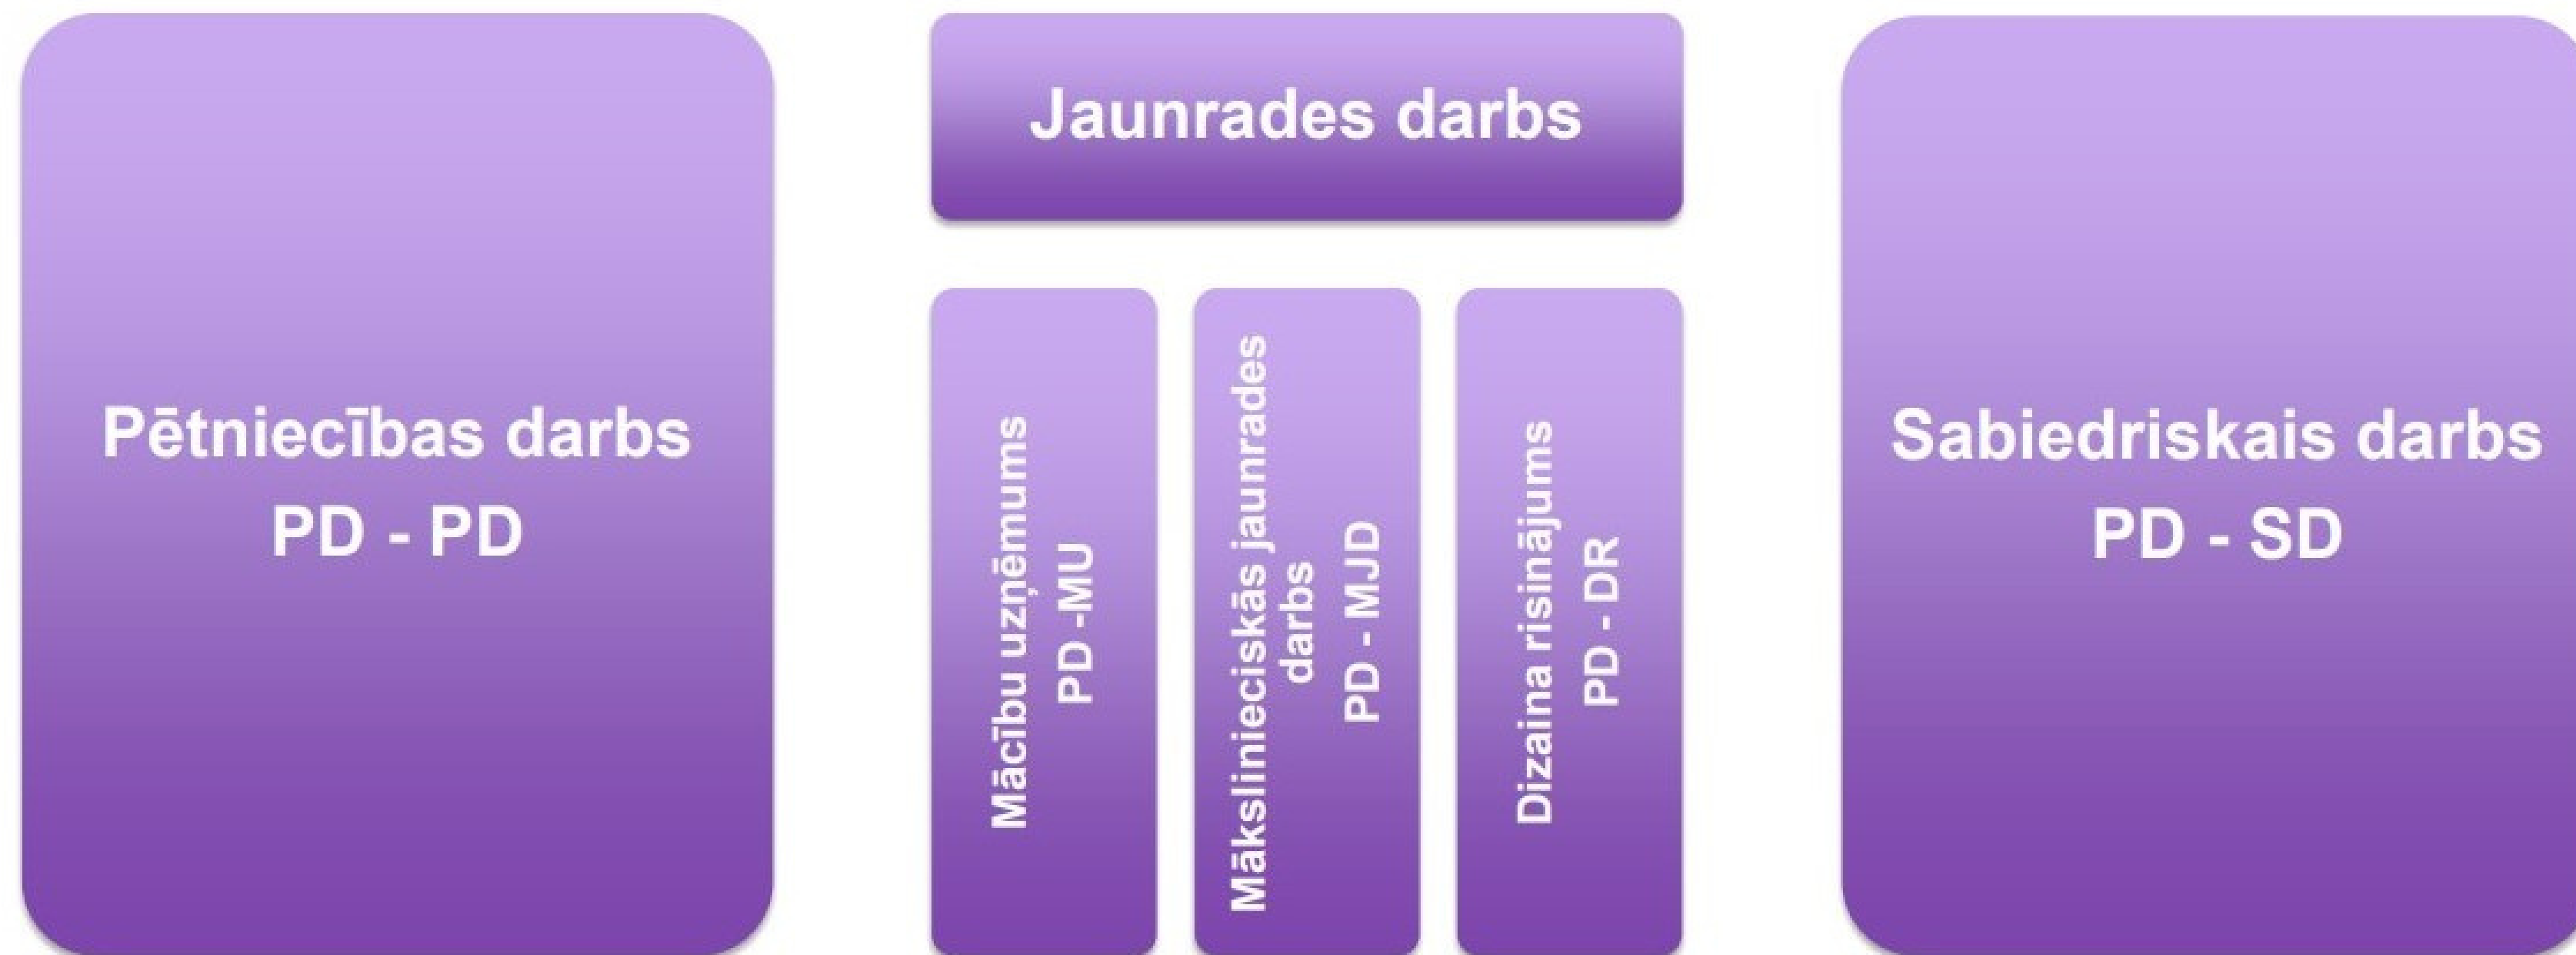 Pētniecības darbs
PD - PD
Jaunrades darbs
Mācību uzņēmums
PD -MU
Mākslinieciskās jaunrades
darbs
PD - MJD
Dizaina risinājums
PD - DR
Sabiedriskais darbs
PD - SD